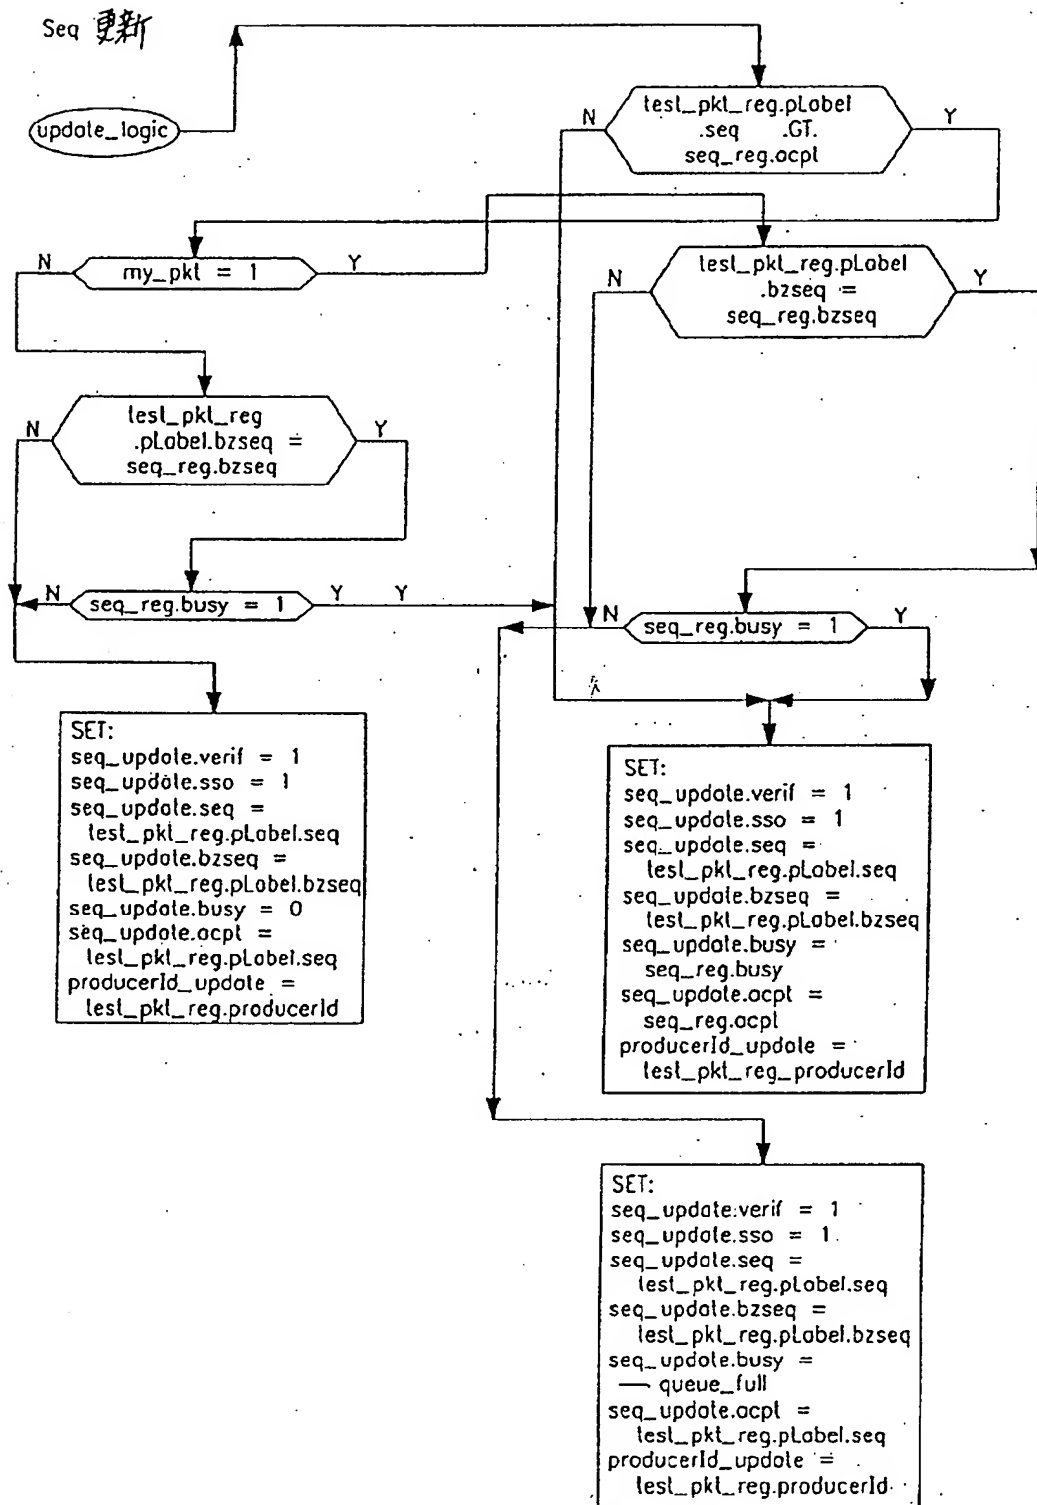 Seq 更新
update_logic
test_pkt_reg.pLabel
.seq .GT.
seq_reg.acpt
N
Y
my_pkt = 1
N
Y
test_pkt_reg.pLabel
.bzseq =
seq_reg.bzseq
N
Y
test_pkt_reg
.pLabel.bzseq =
seq_reg.bzseq
N
Y
seq_reg.busy = 1
N
Y Y
seq_reg.busy = 1
N
Y
SET:
seq_update.verif = 1
seq_update.sso = 1
seq_update.seq =
test_pkt_reg.pLabel.seq
seq_update.bzseq =
test_pkt_reg.pLabel.bzseq
seq_update.busy = 0
seq_update.acpt =
test_pkt_reg.pLabel.seq
producerId_update =
test_pkt_reg.producerId
SET:
seq_update.verif = 1
seq_update.sso = 1
seq_update.seq =
test_pkt_reg.pLabel.seq
seq_update.bzseq =
test_pkt_reg.pLabel.bzseq
seq_update.busy =
seq_reg.busy
seq_update.acpt =
seq_reg.acpt
producerId_update =
test_pkt_reg_producerId
SET:
seq_update.verif = 1
seq_update.sso = 1
seq_update.seq =
test_pkt_reg.pLabel.seq
seq_update.bzseq =
test_pkt_reg.pLabel.bzseq
seq_update.busy =
— queue_full
seq_update.acpt =
test_pkt_reg.pLabel.seq
producerId_update =
test_pkt_reg.producerId